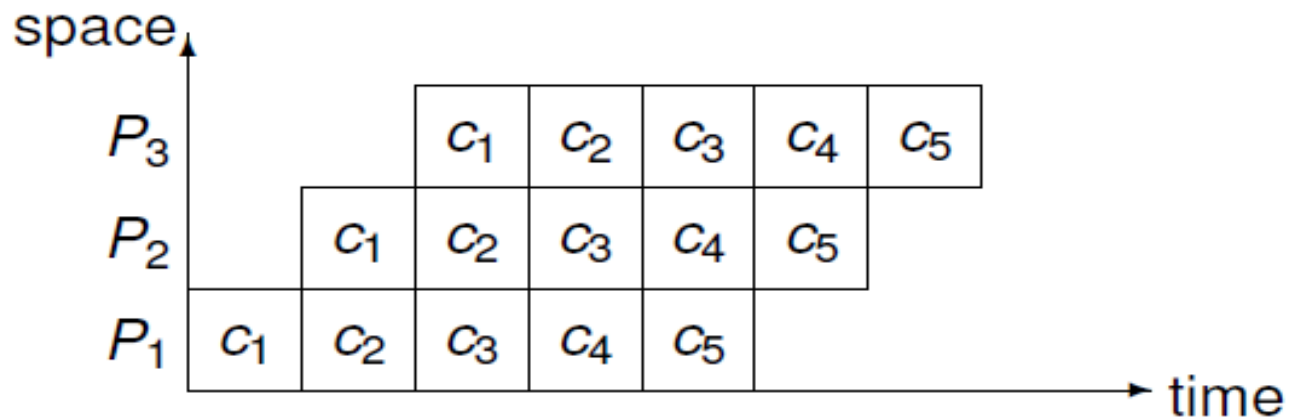 space
P₃ c₁ c₂ c₃ c₄ c₅
P₂ c₁ c₂ c₃ c₄ c₅
P₁ c₁ c₂ c₃ c₄ c₅
time